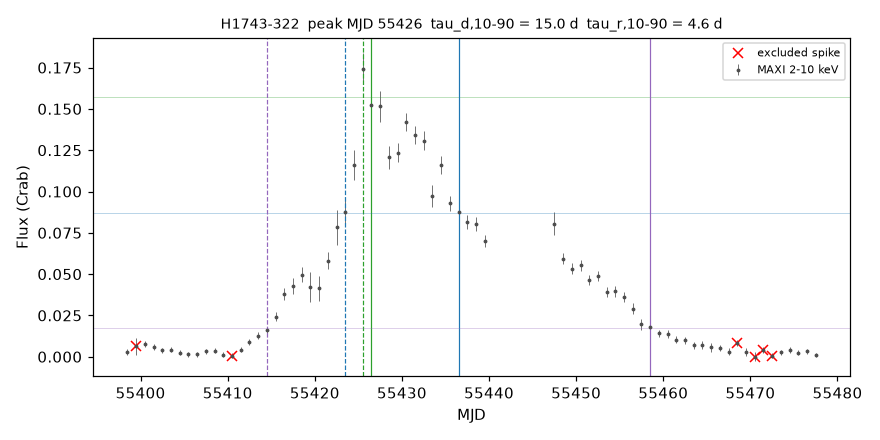 H1743-322  peak MJD 55426  tau_d,10-90 = 15.0 d  tau_r,10-90 = 4.6 d
excluded spike
MAXI 2-10 keV
Flux (Crab)
0.175
0.150
0.125
0.100
0.075
0.050
0.025
0.000
55400 55410 55420 55430 55440 55450 55460 55470 55480
MJD